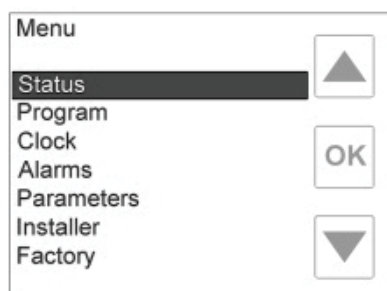 Menu
Status
Program
Clock
OK
Alarms
Parameters
Installer
Factory